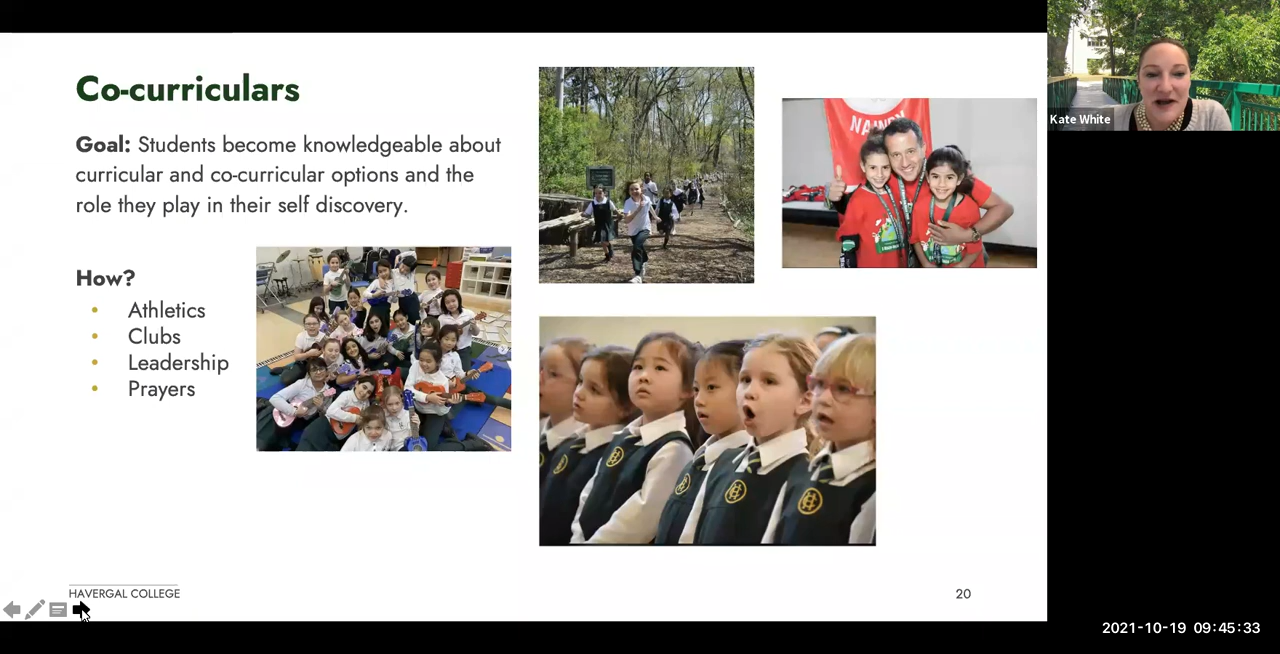 Co-curriculars
Goal: Students become knowledgeable about
curricular and co-curricular options and the
role they play in their self discovery.
How?
• Athletics
• Clubs
• Leadership
• Prayers
Kate White
HAVERGAL COLLEGE
20
2021-10-19 09:45:33